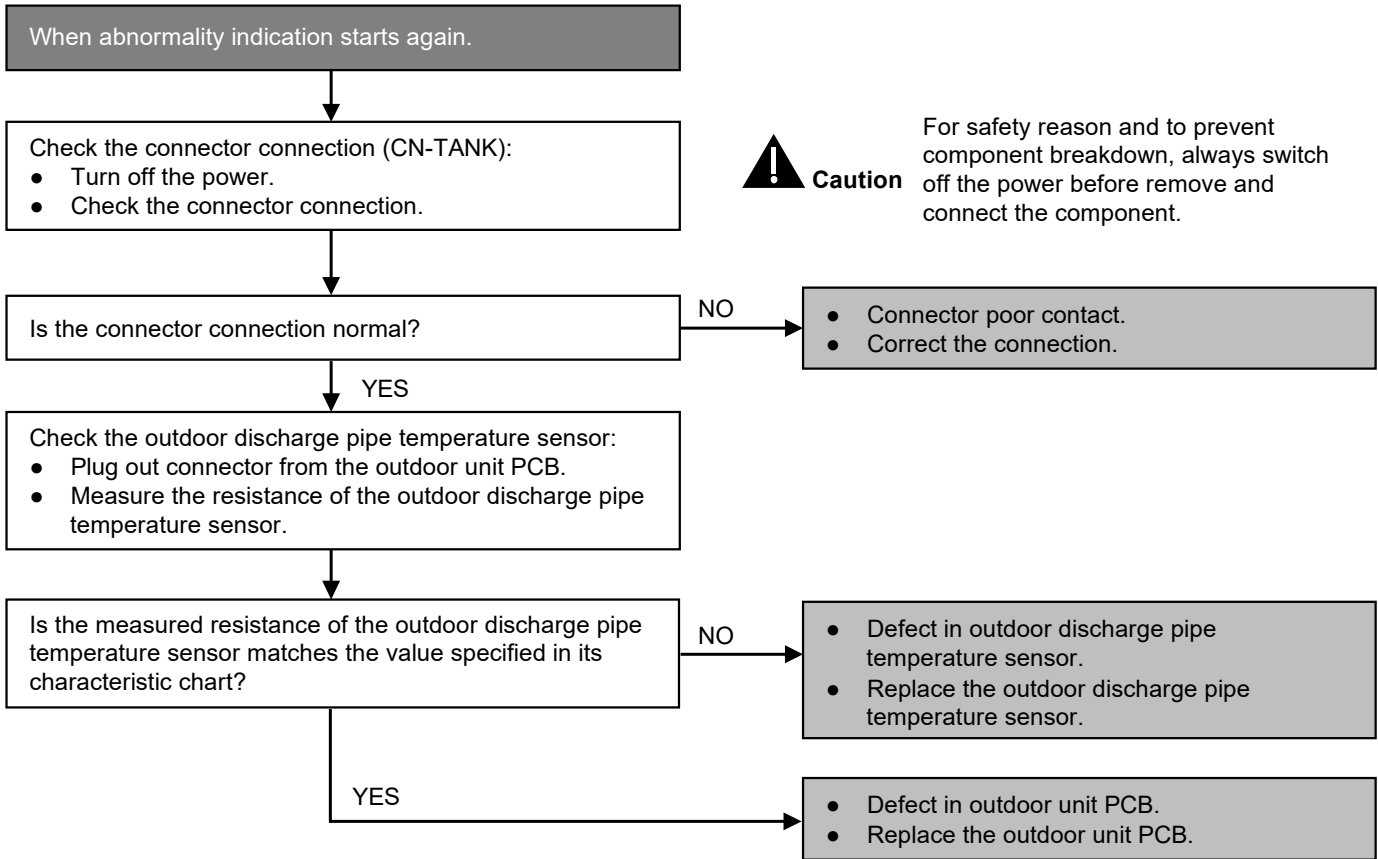 When abnormality indication starts again.
Check the connector connection (CN-TANK):
● Turn off the power.
● Check the connector connection.
Caution
For safety reason and to prevent
component breakdown, always switch
off the power before remove and
connect the component.
Is the connector connection normal?
NO
● Connector poor contact.
● Correct the connection.
YES
Check the outdoor discharge pipe temperature sensor:
● Plug out connector from the outdoor unit PCB.
● Measure the resistance of the outdoor discharge pipe
temperature sensor.
Is the measured resistance of the outdoor discharge pipe
temperature sensor matches the value specified in its
characteristic chart?
NO
● Defect in outdoor discharge pipe
temperature sensor.
● Replace the outdoor discharge pipe
temperature sensor.
YES
● Defect in outdoor unit PCB.
● Replace the outdoor unit PCB.